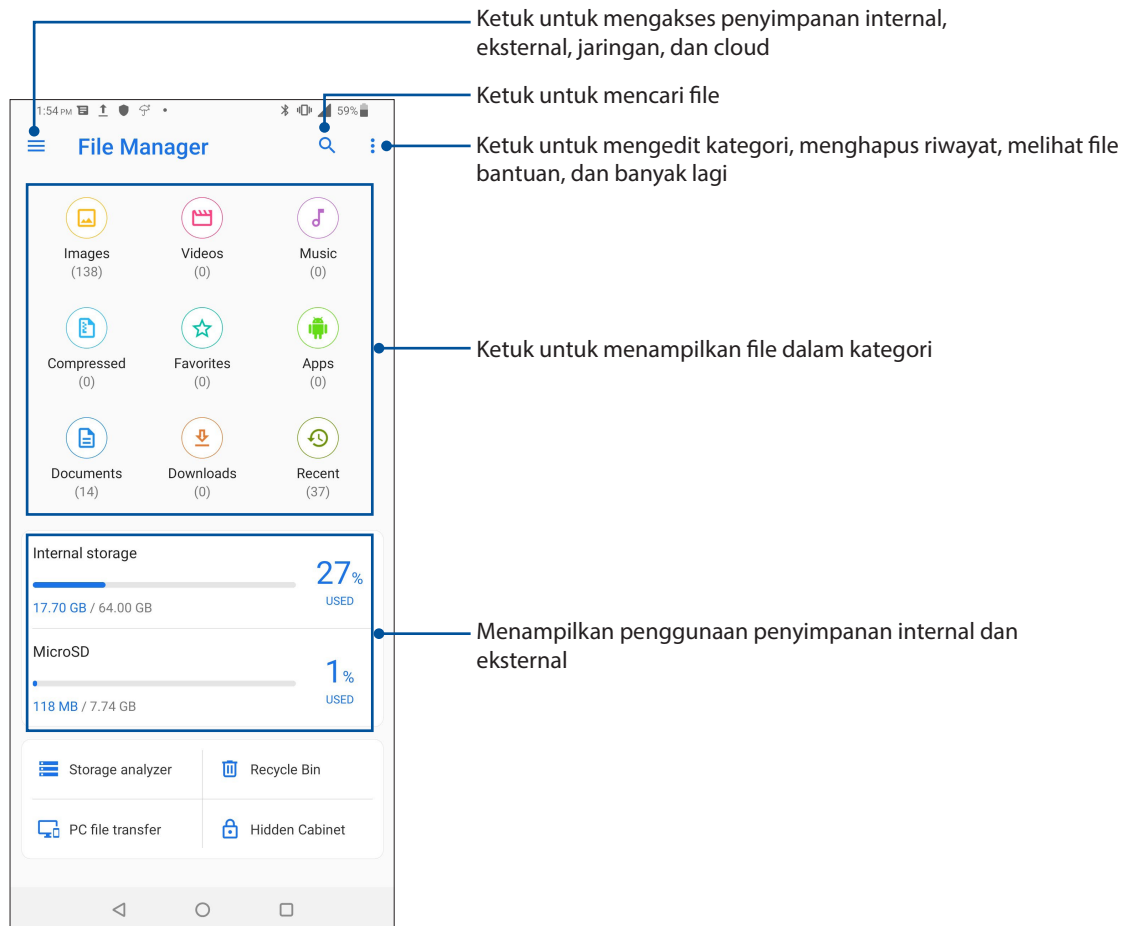 Ketuk untuk mengakses penyimpanan internal,
eksternal, jaringan, dan cloud
Ketuk untuk mencari file
Ketuk untuk mengedit kategori, menghapus riwayat, melihat file
bantuan, dan banyak lagi
1:54 PM 59%
File Manager
Images Videos Music
(138) (0) (0)
Compressed Favorites Apps
(0) (0) (0)
Ketuk untuk menampilkan file dalam kategori
Documents Downloads Recent
(14) (0) (37)
Internal storage
27%
USED
17.70 GB / 64.00 GB
Menampilkan penggunaan penyimpanan internal dan
eksternal
MicroSD
1%
USED
118 MB / 7.74 GB
Storage analyzer Recycle Bin
PC file transfer Hidden Cabinet